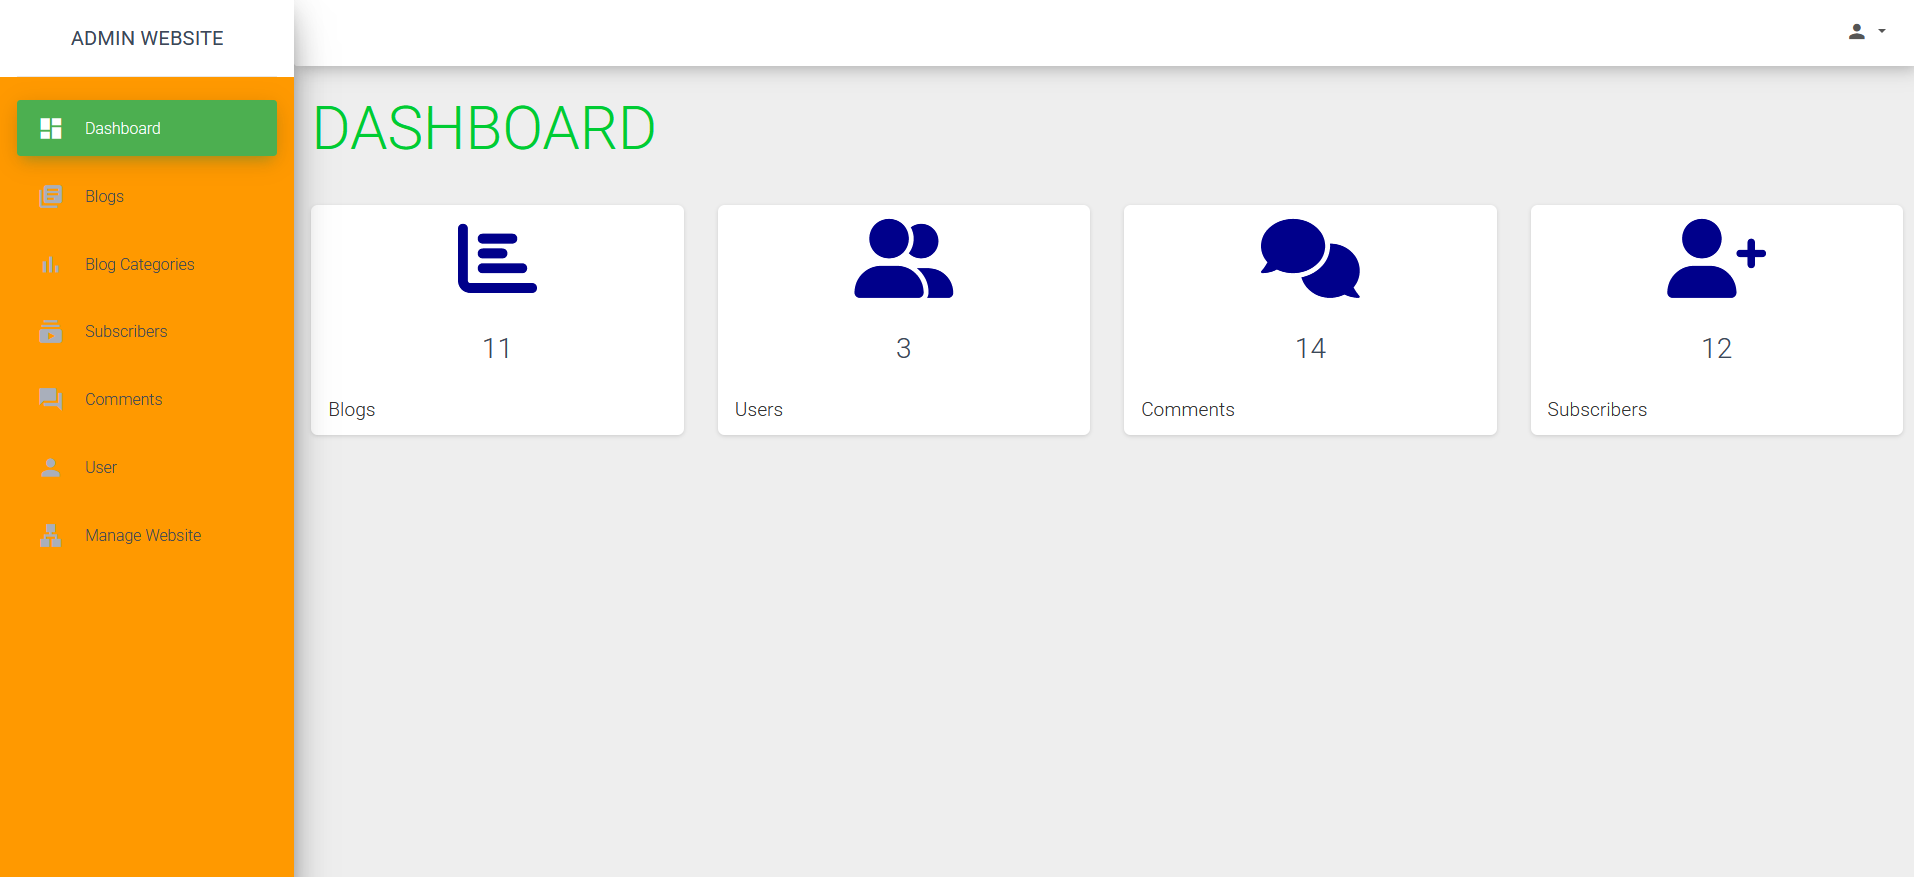 ADMIN WEBSITE
Dashboard
Blogs
Blog Categories
Subscribers
Comments
User
Manage Website
DASHBOARD
11
Blogs
3
Users
14
Comments
12
Subscribers